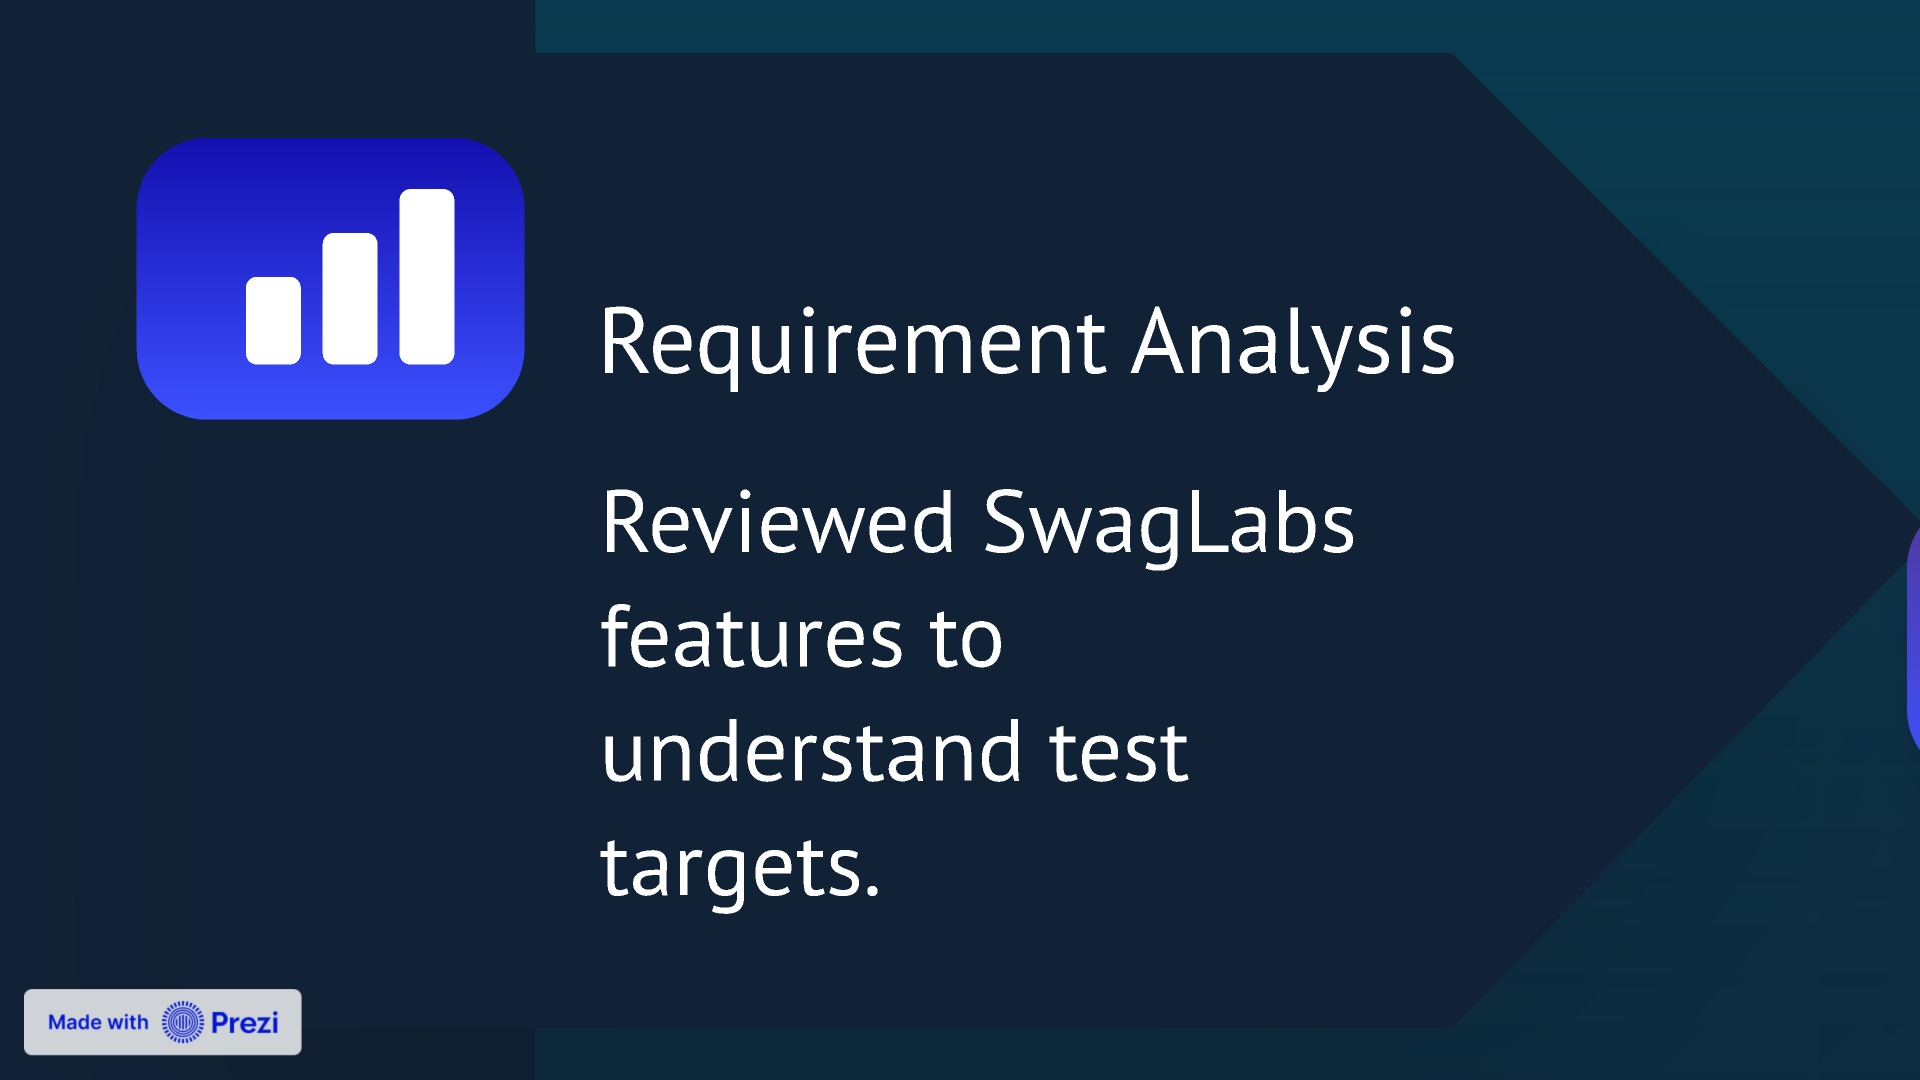 Requirement Analysis
Reviewed SwagLabs
features to
understand test
targets.
Made with Prezi